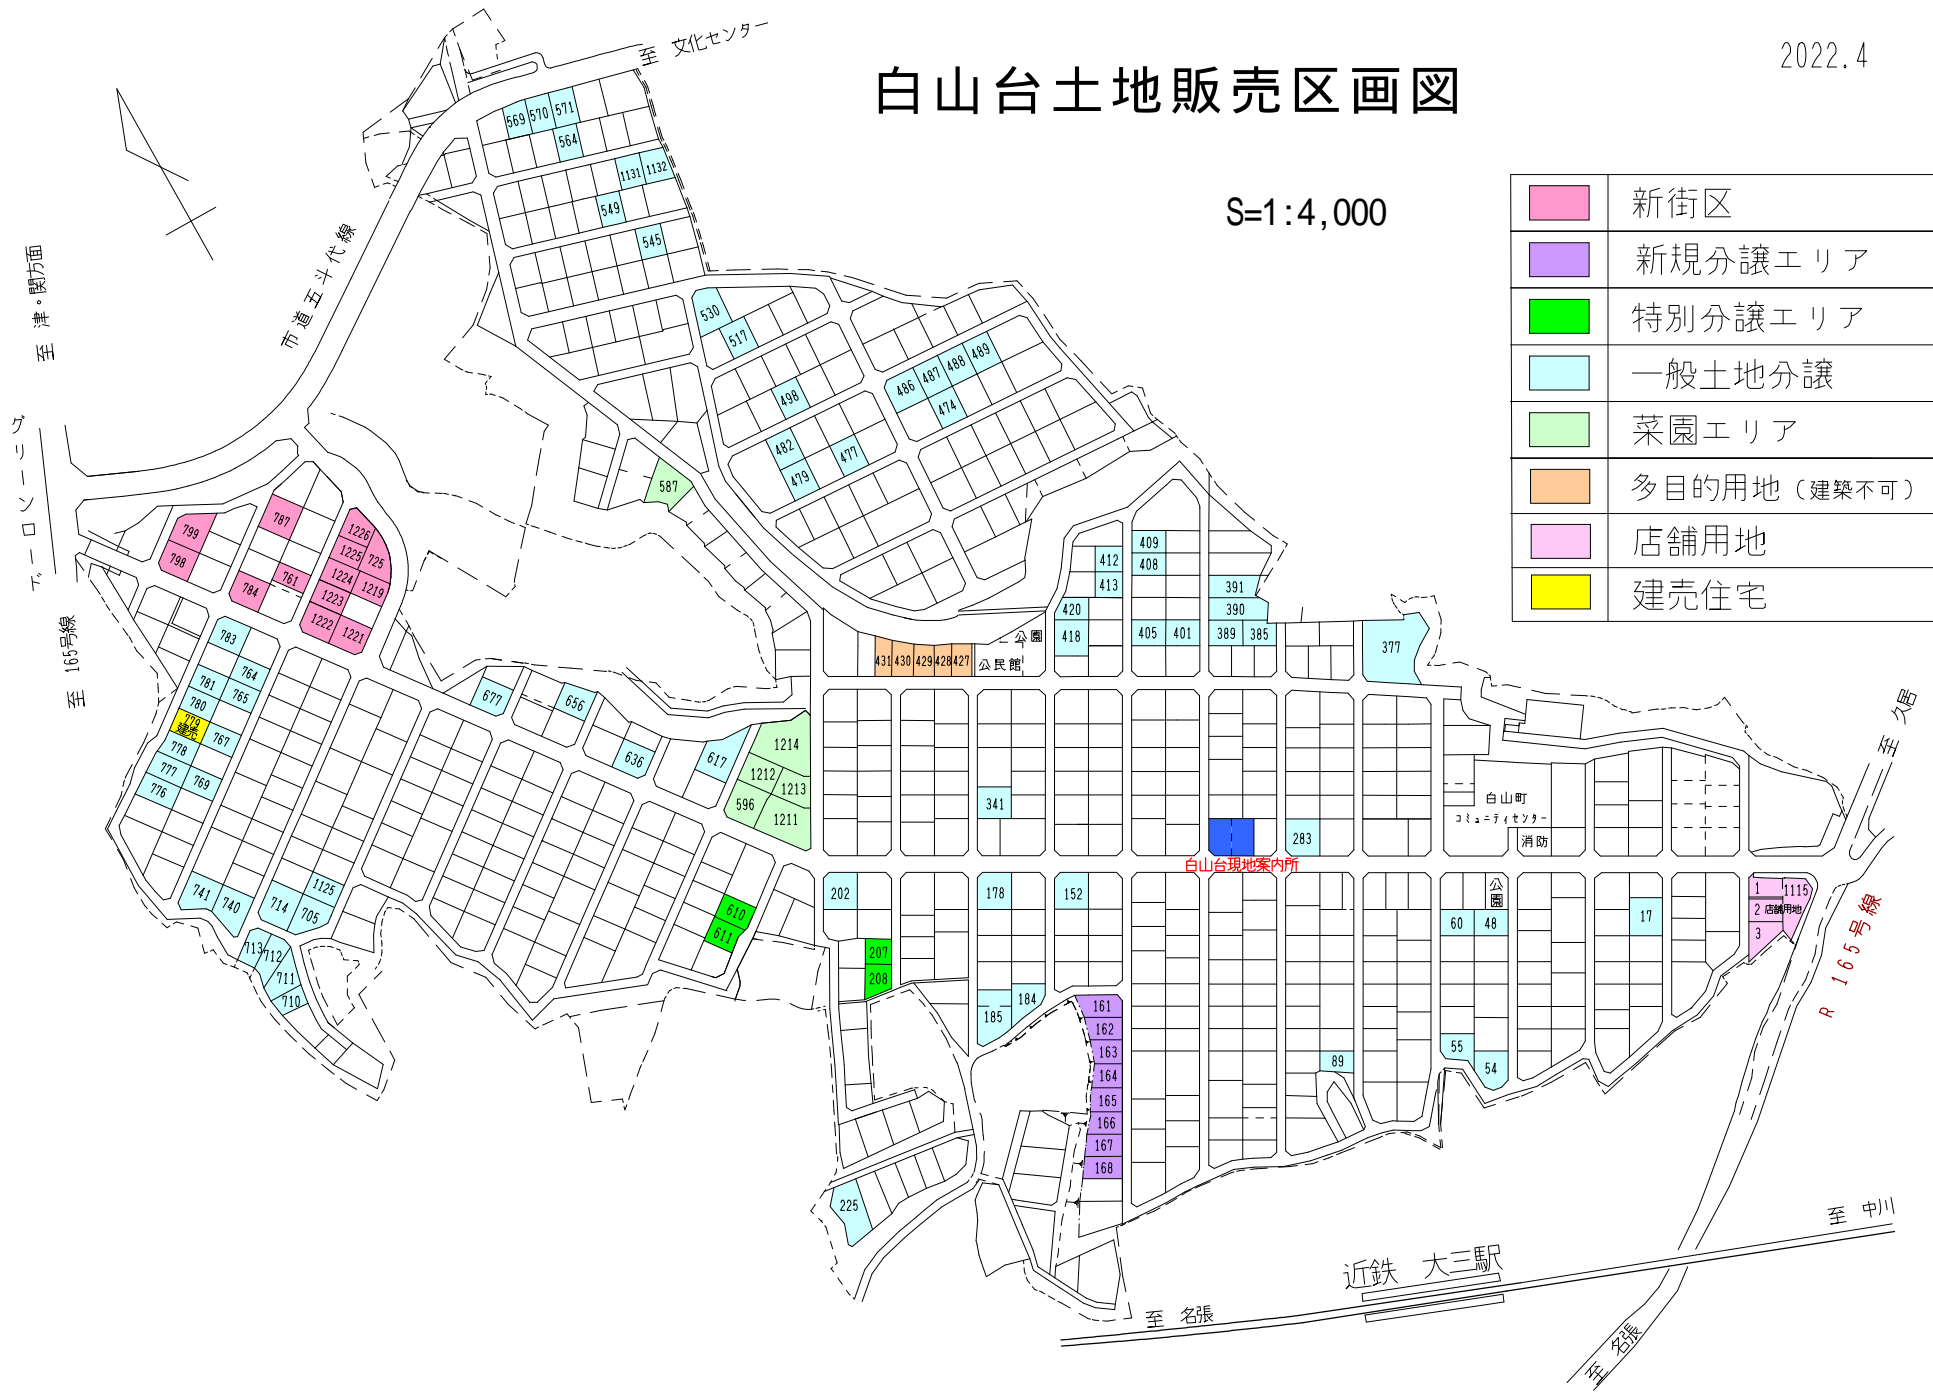 2022.4
白山台土地販売区画図
S=1:4,000
新街区
新規分譲エリア
特別分譲エリア
一般土地分譲
菜園エリア
多目的用地（建築不可）
店舗用地
建売住宅
至 文化センター
市道五斗代線
至 津・関方面
グリーンロード
至 165号線
569 570 571
564
1131 1132
549
545
530
517
498
486 487 488 489
474
482
479
477
587
799
798
787
784
761
1226
1225 725
1224 1219
1223
1222 1221
783
764
781 765
780
779
建売
767
778
777 769
776
741 740
714 705
1125
713 712
711
710
677
656
636
617
1214
1212
1213
596
1211
610
611
409
408
412
413
420
418
405 401
391
390
389 385
377
431 430 429 428 427
公園
公民館
341
283
白山台現地案内所
白山町
コミュニティセンター
消防
202
207
208
178
152
184
185
161
162
163
164
165
166
167
168
225
89
公園
60 48
55
54
17
1 1115
2 店舗用地
3
至 久居
R 165号線
至 中川
近鉄 大三駅
至 名張
至 名張